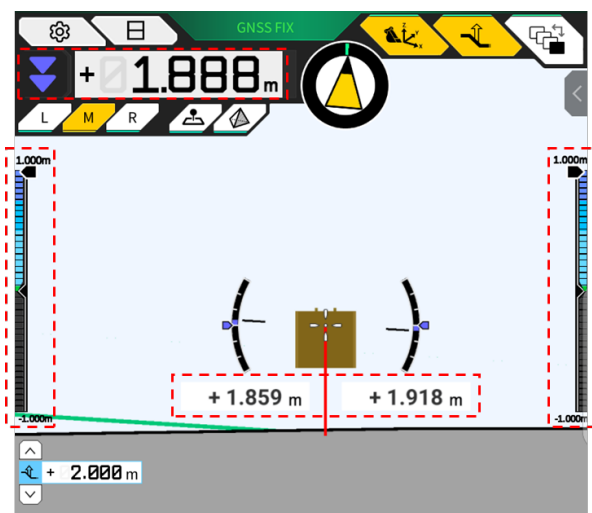 GNSS FIX
+ 1.888 m
L M R
1.000m 1.000m
+ 1.859 m + 1.918 m
-1.000m -1.000m
+ 2.000 m